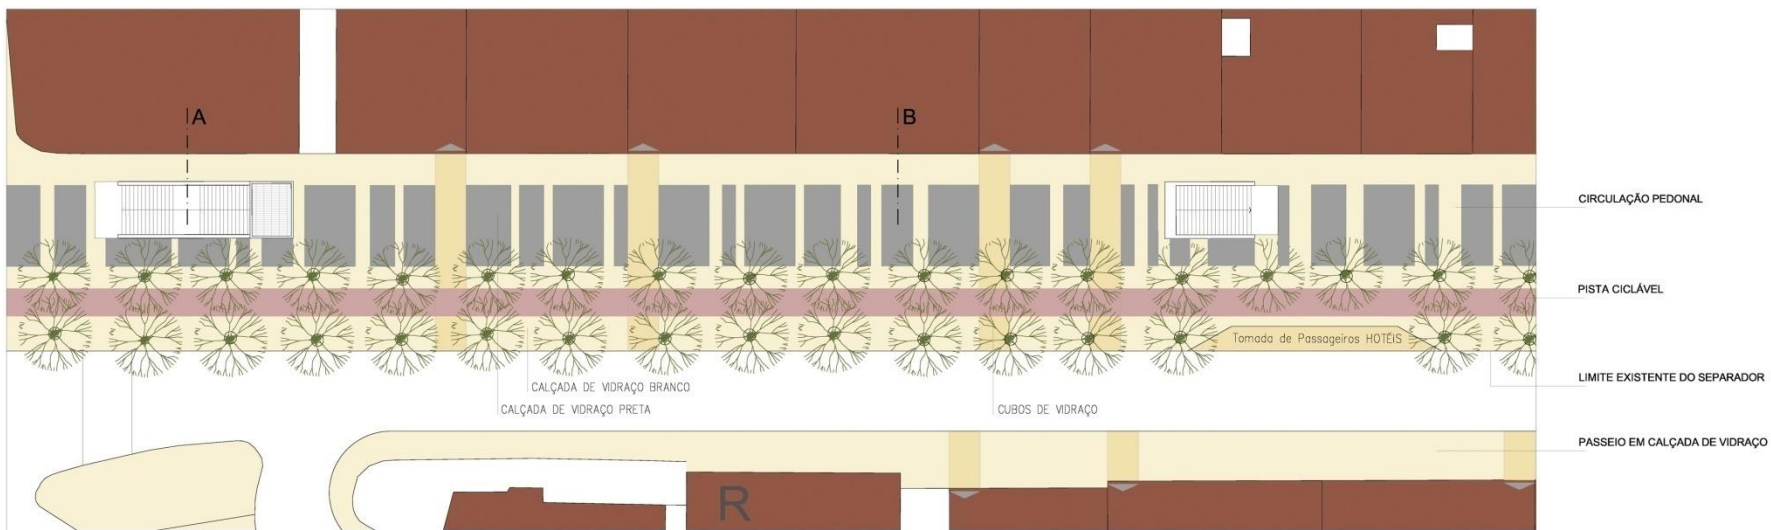 A
B
CIRCULAÇÃO PEDONAL
PISTA CICLÁVEL
Tomada de Passageiros HOTÉIS
LIMITE EXISTENTE DO SEPARADOR
CALÇADA DE VIDRAÇO BRANCO
CALÇADA DE VIDRAÇO PRETA
CUBOS DE VIDRAÇO
PASSEIO EM CALÇADA DE VIDRAÇO
R